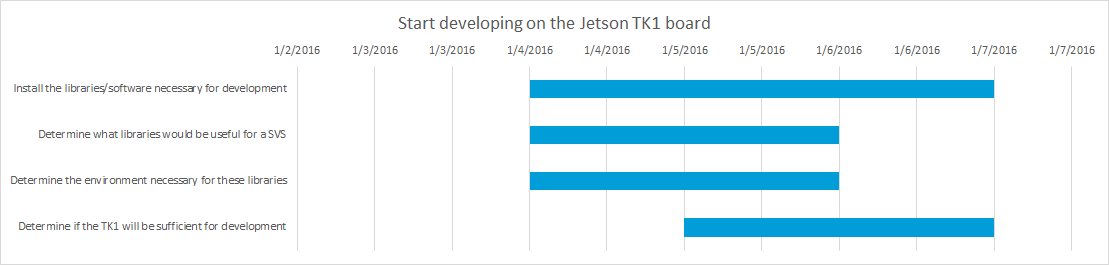 Start developing on the Jetson TK1 board
1/2/2016 1/3/2016 1/3/2016 1/4/2016 1/4/2016 1/5/2016 1/5/2016 1/6/2016 1/6/2016 1/7/2016 1/7/2016
Install the libraries/software necessary for development
Determine what libraries would be useful for a SVS
Determine the environment necessary for these libraries
Determine if the TK1 will be sufficient for development